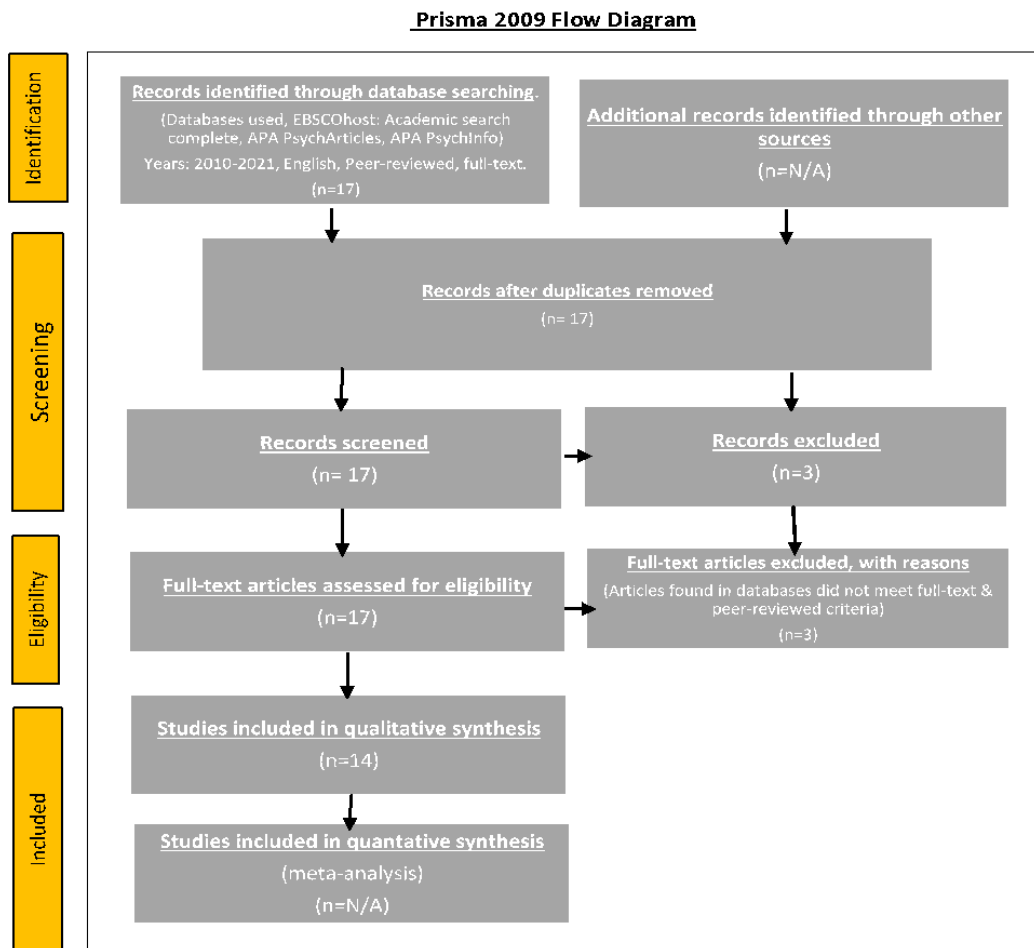 Prisma 2009 Flow Diagram
Identification
Records identified through database searching.
(Databases used, EBSCOhost: Academic search
complete, APA PsychArticles, APA PsychInfo)
Years: 2010-2021, English, Peer-reviewed, full-text.
(n=17)
Additional records identified through other
sources
(n=N/A)
Screening
Records after duplicates removed
(n= 17)
Records screened
(n= 17)
Records excluded
(n=3)
Eligibility
Full-text articles assessed for eligibility
(n=17)
Full-text articles excluded, with reasons
(Articles found in databases did not meet full-text &
peer-reviewed criteria)
(n=3)
Included
Studies included in qualitative synthesis
(n=14)
Studies included in quantative synthesis
(meta-analysis)
(n=N/A)